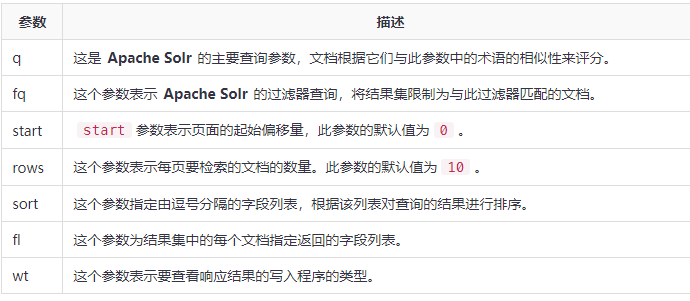 参数 描述
q 这是 Apache Solr 的主要查询参数，文档根据它们与此参数中的术语的相似性来评分。
fq 这个参数表示 Apache Solr 的过滤器查询，将结果集限制为与此过滤器匹配的文档。
start start 参数表示页面的起始偏移量，此参数的默认值为 0 。
rows 这个参数表示每页要检索的文档的数量。此参数的默认值为 10 。
sort 这个参数指定由逗号分隔的字段列表，根据该列表对查询的结果进行排序。
fl 这个参数为结果集中的每个文档指定返回的字段列表。
wt 这个参数表示要查看响应结果的写入程序的类型。